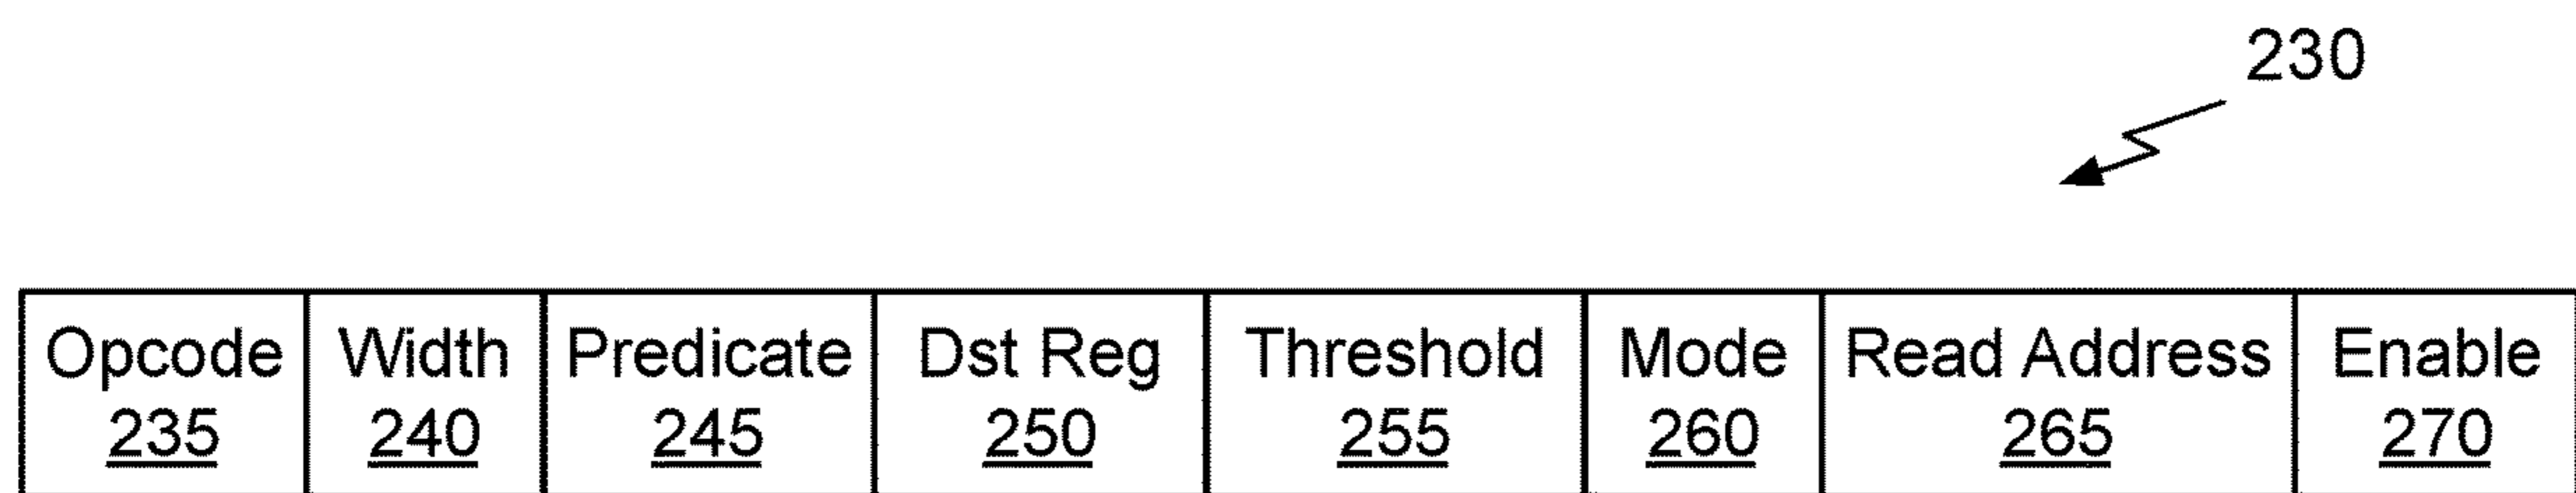 230
Opcode Width Predicate Dst Reg Threshold Mode Read Address Enable
235 240 245 250 255 260 265 270